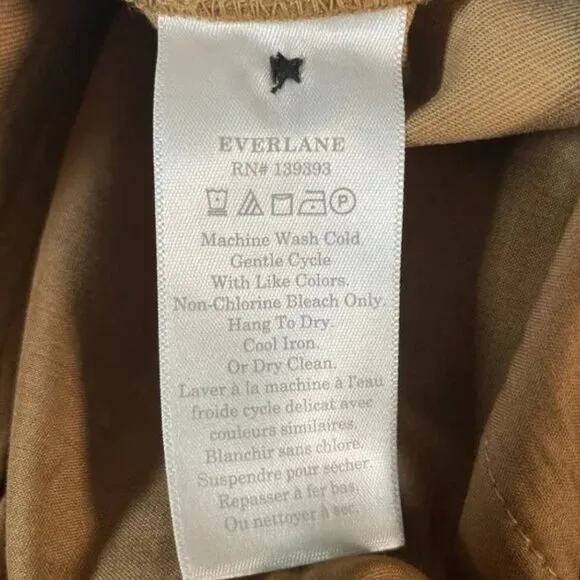 EVERLANE
RN# 139393
P
Machine Wash Cold
Gentle Cycle
With Like Colors.
Non-Chlorine Bleach Only.
Hang To Dry.
Cool Iron.
Or Dry Clean.
Laver à la machine à l'eau
froide cycle delicat avec
couleurs similaires.
Blanchir sans chlore.
Suspendre pour sécher.
Repasser à fer bas.
Ou nettoyer à sec.